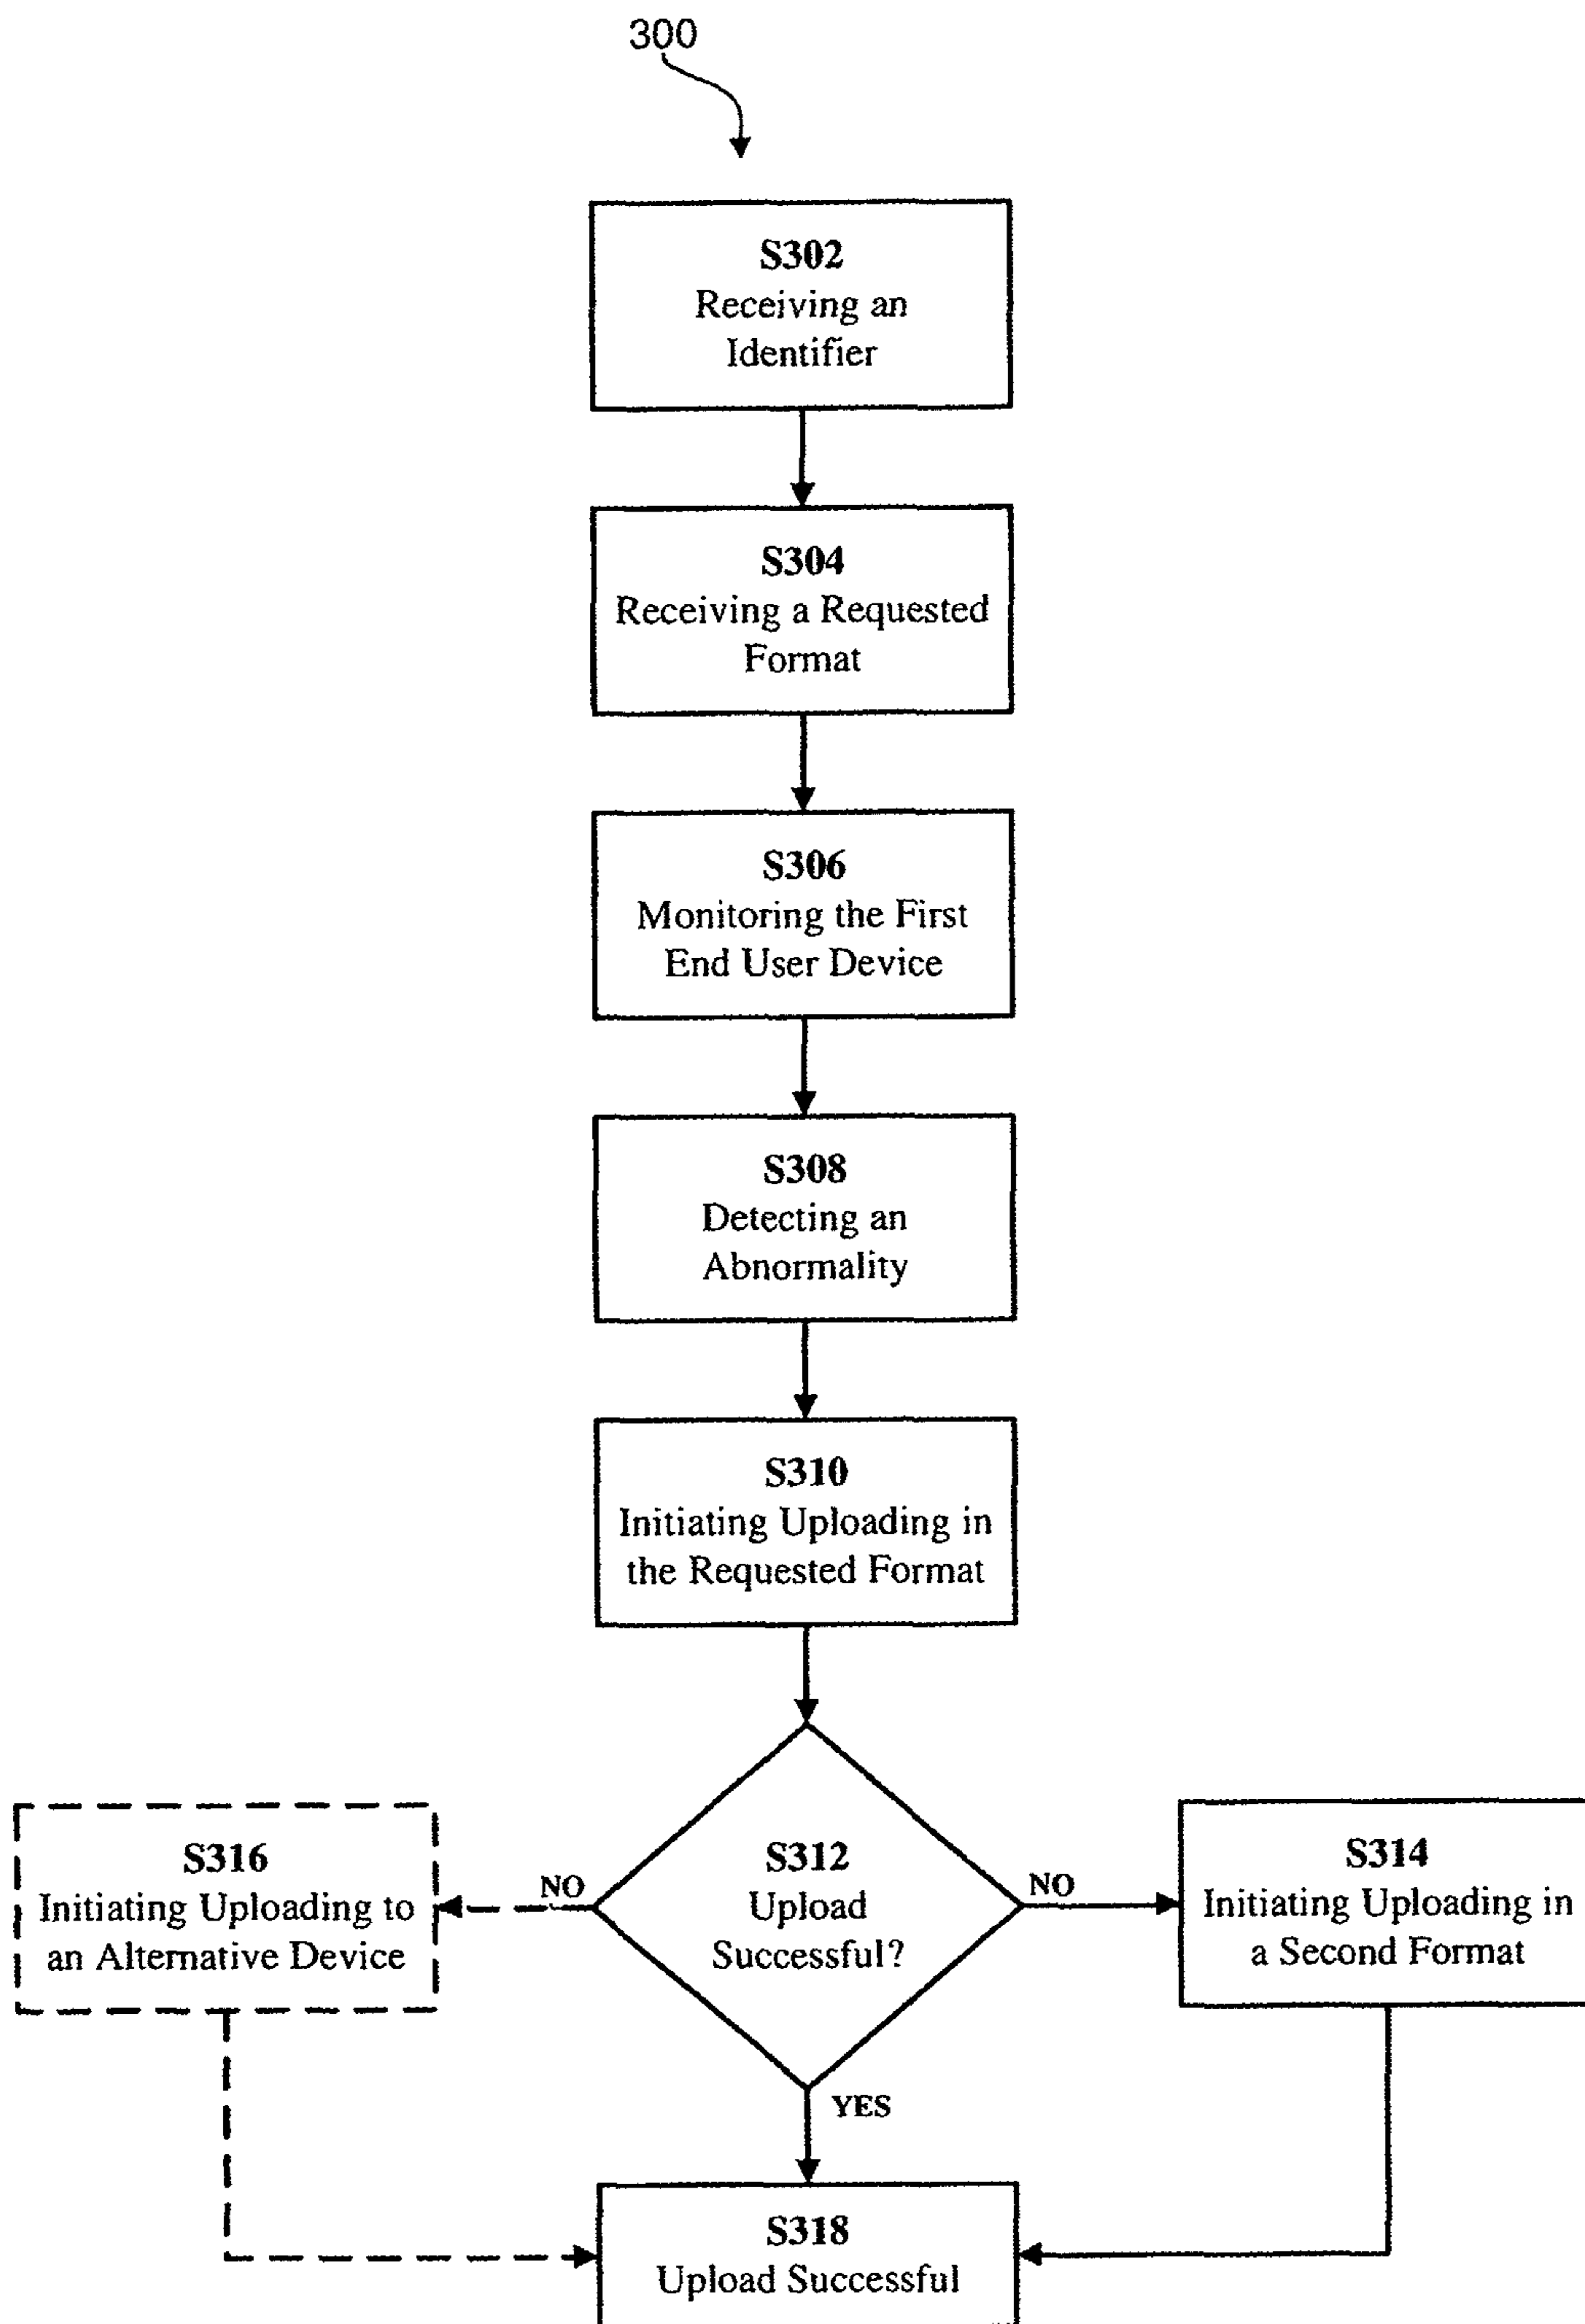 300
S302
Receiving an
Identifier
S304
Receiving a Requested
Format
S306
Monitoring the First
End User Device
S308
Detecting an
Abnormality
S310
Initiating Uploading in
the Requested Format
S312
Upload
Successful?
NO
NO
YES
S316
Initiating Uploading to
an Alternative Device
S314
Initiating Uploading in
a Second Format
S318
Upload Successful